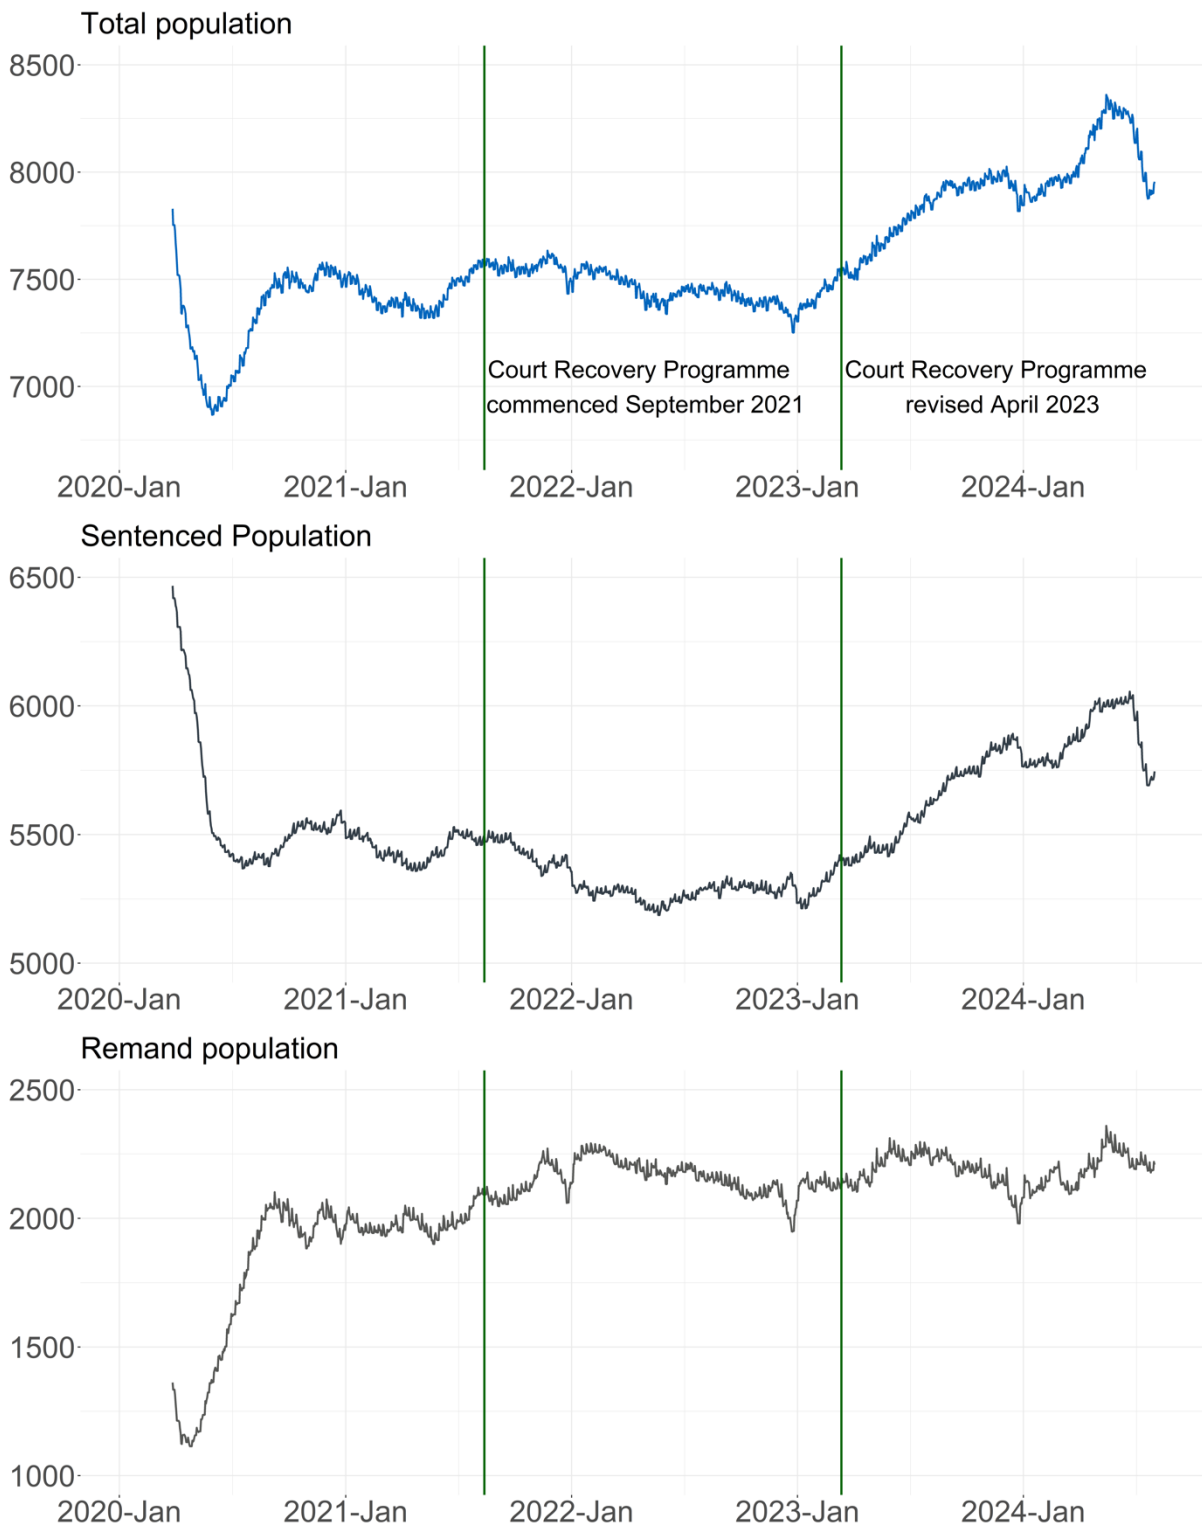 Total population
8500
8000
7500
7000
Court Recovery Programme
commenced September 2021
Court Recovery Programme
revised April 2023
2020-Jan 2021-Jan 2022-Jan 2023-Jan 2024-Jan
Sentenced Population
6500
6000
5500
5000
2020-Jan 2021-Jan 2022-Jan 2023-Jan 2024-Jan
Remand population
2500
2000
1500
1000
2020-Jan 2021-Jan 2022-Jan 2023-Jan 2024-Jan